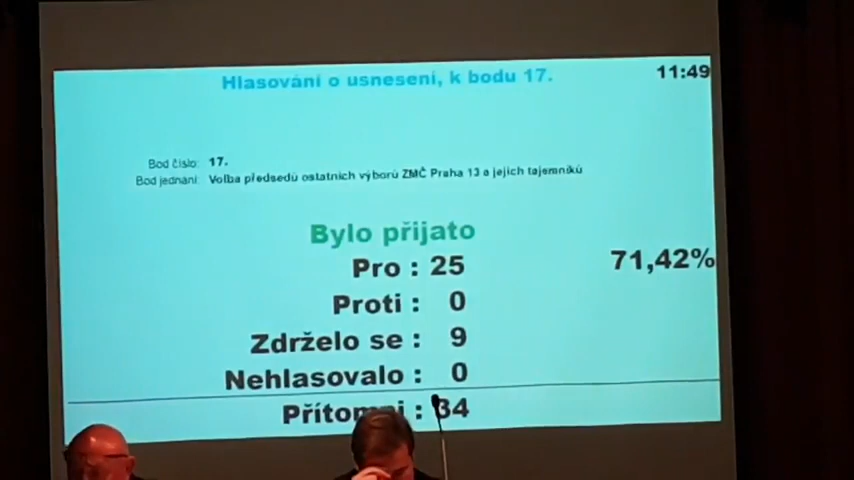 Hlasování o usnesení, k bodu 17.
11:49
Bod číslo: 17.
Bod jednání: Volba předsedů ostatních výborů ZMČ Praha 13 a jejich tajemníků
Bylo přijato
Pro : 25
71,42%
Proti : 0
Zdrželo se : 9
Nehlasovalo : 0
Přítomni : 34